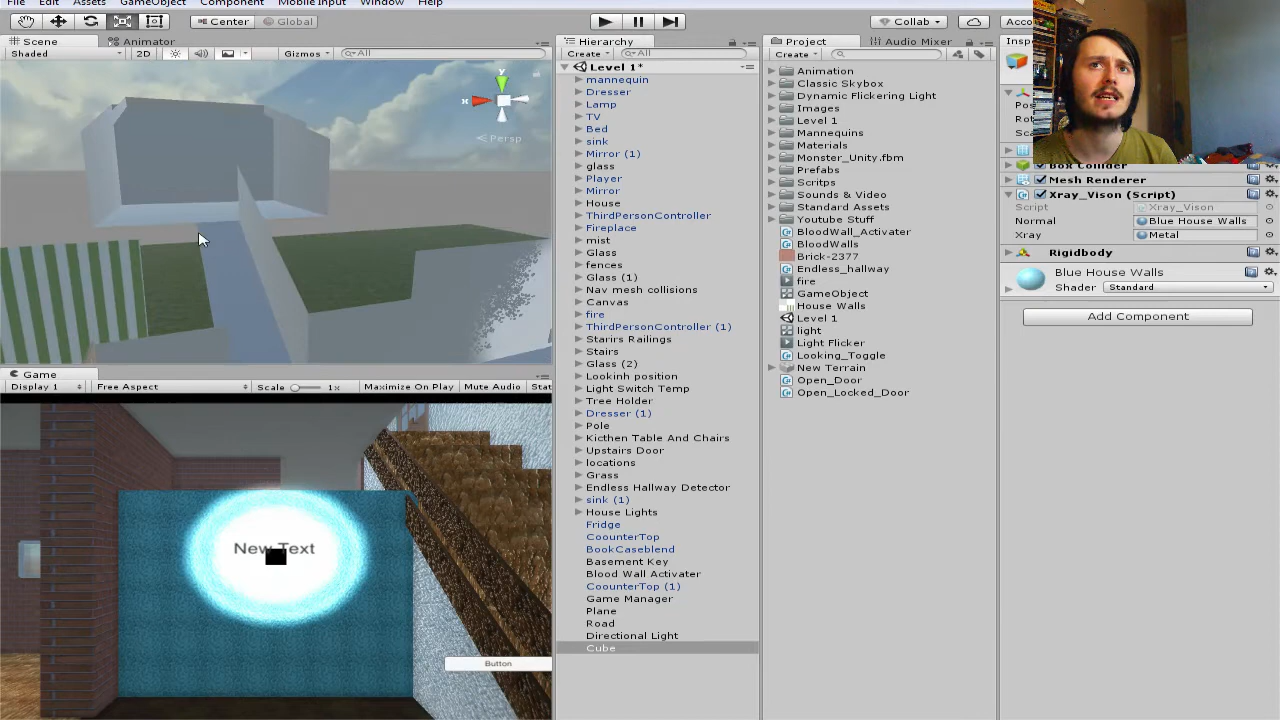 File Edit Assets GameObject Component Mobile Input Window Help
Center Global Collab Acco
Scene Animator Hierarchy Project Audio Mixer Inspe
Shaded 2D Gizmos All Create All Create
Level 1*
mannequin
Dresser
Lamp
TV
Bed
sink
Mirror (1)
glass
Player
Mirror
House
ThirdPersonController
Fireplace
mist
Glass
fences
Glass (1)
Nav mesh collisions
Canvas
fire
ThirdPersonController (1)
Starirs Railings
Stairs
Glass (2)
Lookinh position
Light Switch Temp
Tree Holder
Dresser (1)
Pole
Kicthen Table And Chairs
Upstairs Door
locations
Grass
Endless Hallway Detector
sink (1)
House Lights
Fridge
CoounterTop
BookCaseblend
Basement Key
Blood Wall Activater
CoounterTop (1)
Game Manager
Plane
Road
Directional Light
Cube
Animation
Classic Skybox
Dynamic Flickering Light
Images
Level 1
Mannequins
Materials
Monster_Unity.fbm
Prefabs
Scritps
Sounds & Video
Standard Assets
Youtube Stuff
BloodWall_Activater
BloodWalls
Brick-2377
Endless_hallway
fire
GameObject
House Walls
Level 1
light
Light Flicker
Looking_Toggle
New Terrain
Open_Door
Open_Locked_Door
Pos
Rot
Sca
Box Collider
Mesh Renderer
Xray_Vison (Script)
Script Xray_Vison
Normal Blue House Walls
Xray Metal
Rigidbody
Blue House Walls
Shader Standard
Add Component
y
x
Persp
Game
Display 1 Free Aspect Scale 1x Maximize On Play Mute Audio Stat
New Text
Button